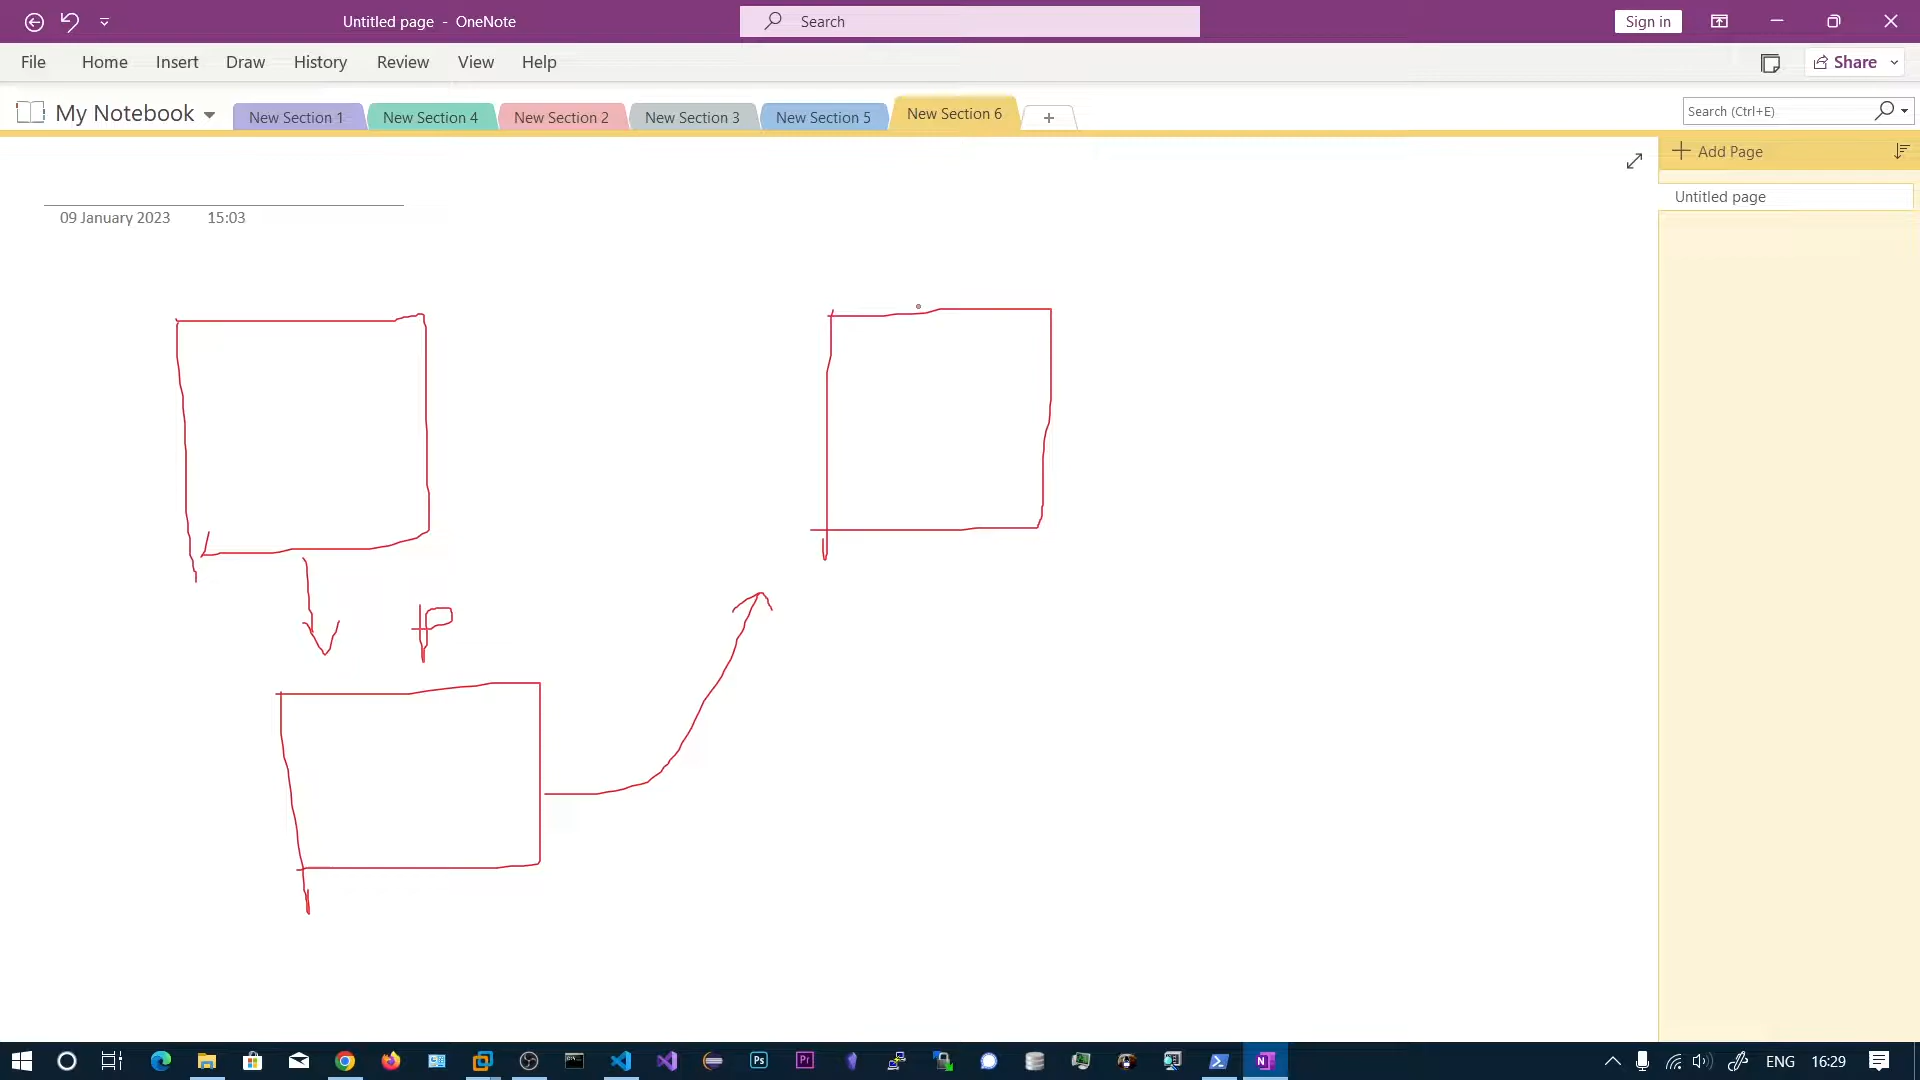 Untitled page - OneNote
Search
Sign in
File Home Insert Draw History Review View Help
Share
My Notebook
New Section 1
New Section 4
New Section 2
New Section 3
New Section 5
New Section 6
Search (Ctrl+E)
Add Page
Untitled page
09 January 2023 15:03
P
Ps
Pr
N
ENG 16:29